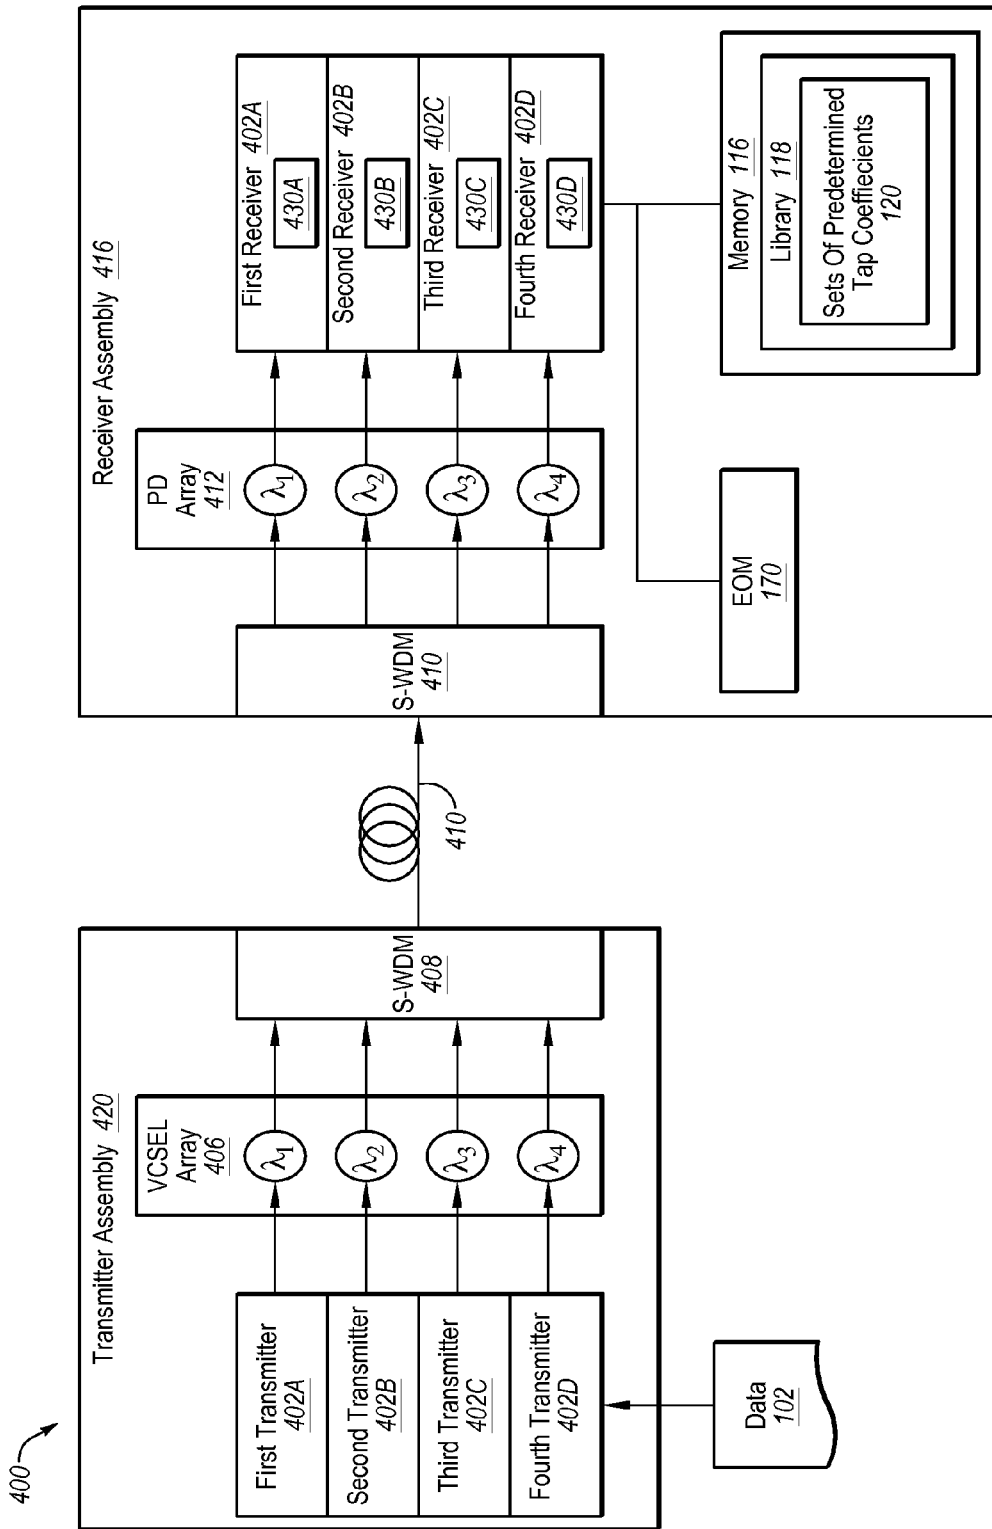 400
Transmitter Assembly 420
First Transmitter
402A
Second Transmitter
402B
Third Transmitter
402C
Fourth Transmitter
402D
Data
102
VCSEL
Array
406
λ1
λ2
λ3
λ4
S-WDM
408
410
Receiver Assembly 416
S-WDM
410
PD
Array
412
λ1
λ2
λ3
λ4
First Receiver 402A
430A
Second Receiver 402B
430B
Third Receiver 402C
430C
Fourth Receiver 402D
430D
EOM
170
Memory 116
Library 118
Sets Of Predetermined
Tap Coeffiecients
120